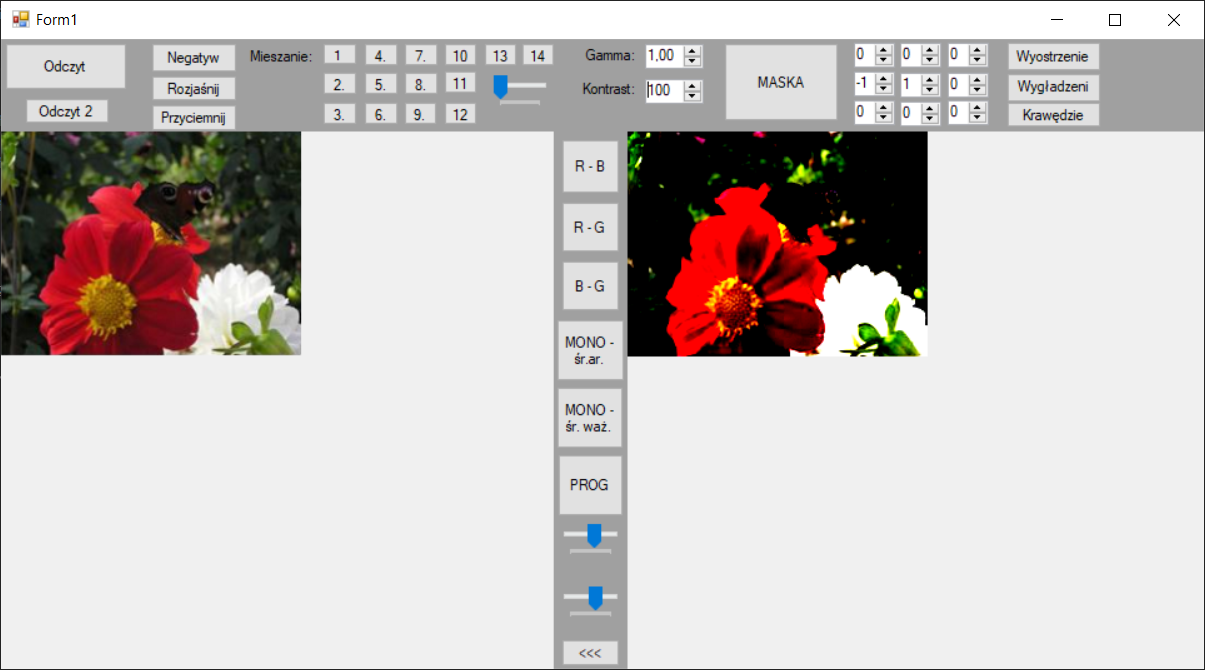 Form1
Odczyt
Odczyt 2
Negatyw
Rozjaśnij
Przyciemnij
Mieszanie:
1 4. 7. 10 13 14
2. 5. 8. 11
3. 6. 9. 12
Gamma: 1,00
Kontrast: 100
MASKA
0 0 0
-1 1 0
0 0 0
Wyostrzenie
Wygładzeni
Krawędzie
R - B
R - G
B - G
MONO -
śr.ar.
MONO -
śr. waż.
PROG
<<<